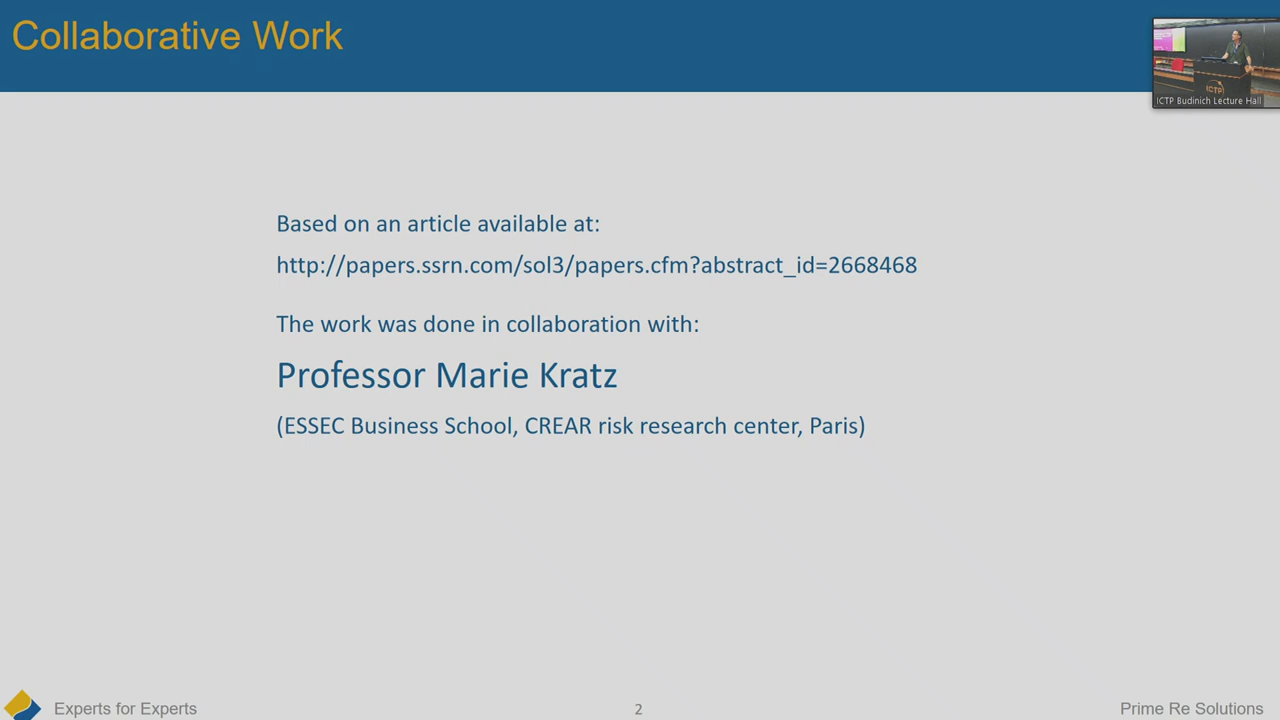 Collaborative Work
ICTP Budinich Lecture Hall
ICTP
Based on an article available at:
http://papers.ssrn.com/sol3/papers.cfm?abstract_id=2668468
The work was done in collaboration with:
Professor Marie Kratz
(ESSEC Business School, CREAR risk research center, Paris)
Experts for Experts
2
Prime Re Solutions